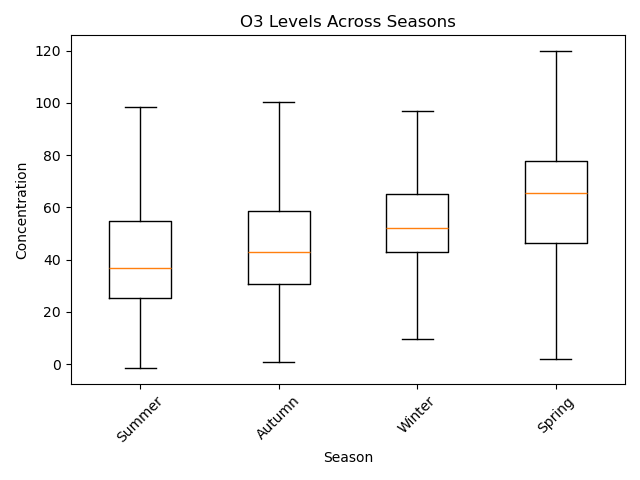 O3 Levels Across Seasons
Concentration
120
100
80
60
40
20
0
Summer
Autumn
Winter
Spring
Season